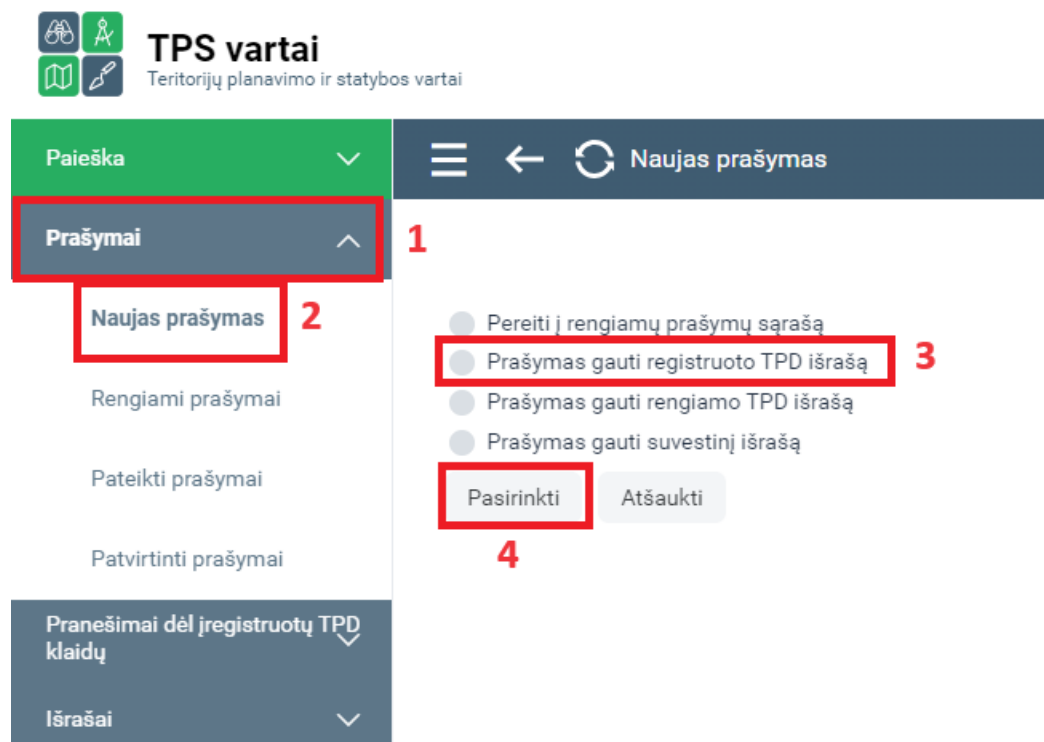 TPS vartai
Teritorijų planavimo ir statybos vartai
Paieška
Naujas prašymas
Prašymai
1
Naujas prašymas
2
Rengiami prašymai
Pateikti prašymai
Patvirtinti prašymai
Pranešimai dėl įregistruotų TPD
klaidų
Išrašai
Pereiti į rengiamų prašymų sąrašą
Prašymas gauti registruoto TPD išrašą
3
Prašymas gauti rengiamo TPD išrašą
Prašymas gauti suvestinį išrašą
Pasirinkti
Atšaukti
4